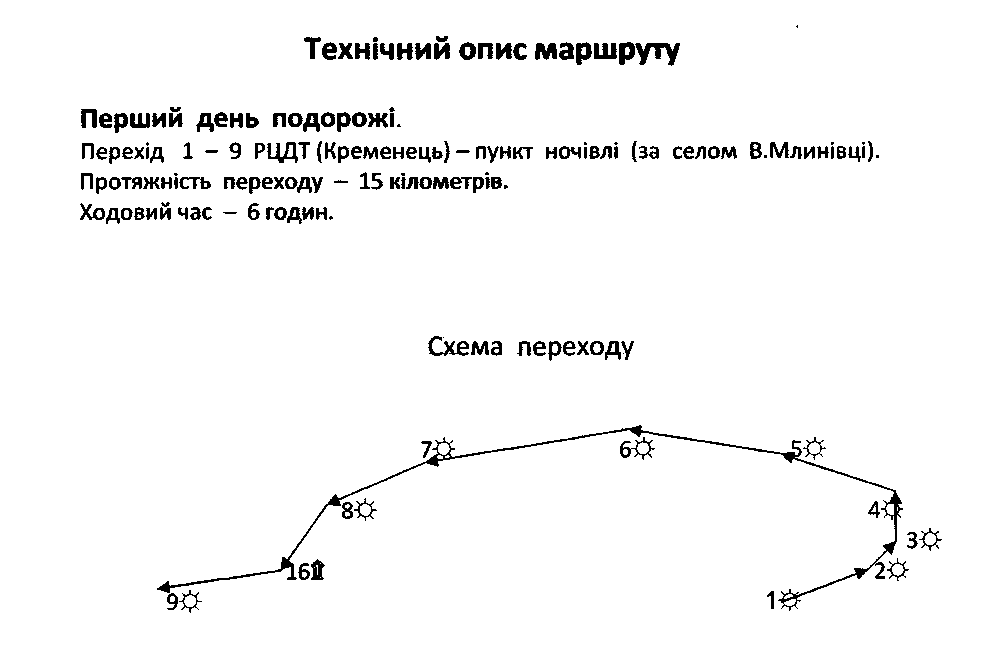 Технічний опис маршруту
Перший день подорожі.
Перехід 1 – 9 РЦДТ (Кременець) – пункт ночівлі (за селом В.Млинівці).
Протяжність переходу – 15 кілометрів.
Ходовий час – 6 годин.
Схема переходу
7
6
5
8
4
3
16
2
9
1